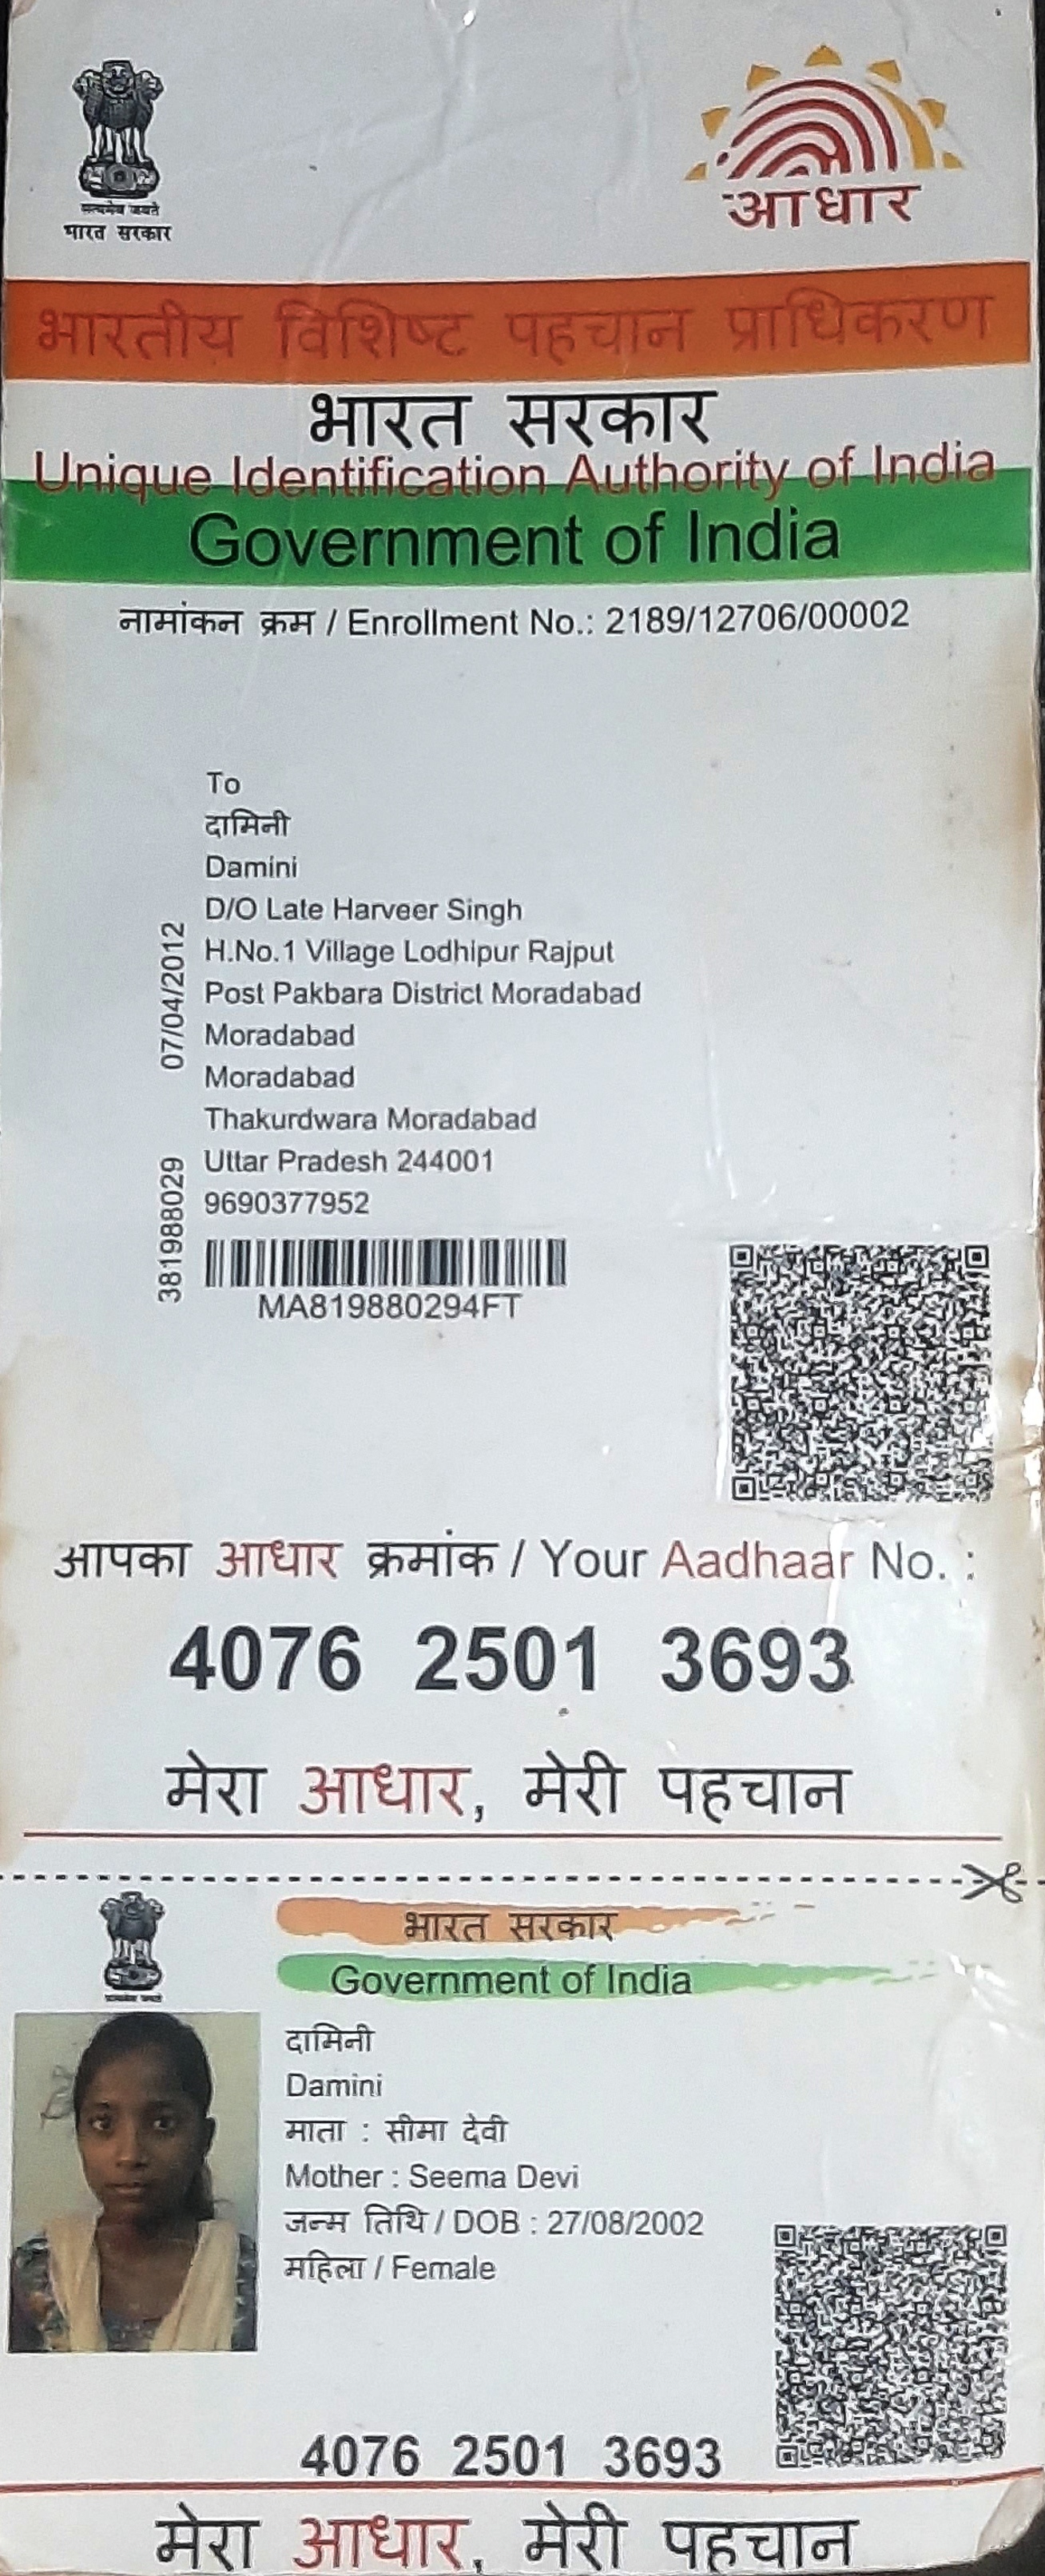 सत्यमेव जयते
भारत सरकार
आधार
भारतीय विशिष्ट पहचान प्राधिकरण
भारत सरकार
Unique Identification Authority of India
Government of India
नामांकन क्रम / Enrollment No.: 2189/12706/00002
To
दामिनी
Damini
D/O Late Harveer Singh
H.No.1 Village Lodhipur Rajput
Post Pakbara District Moradabad
Moradabad
Moradabad
Thakurdwara Moradabad
Uttar Pradesh 244001
9690377952
07/04/2012
381988029
MA819880294FT
आपका आधार क्रमांक / Your Aadhaar No. :
4076 2501 3693
मेरा आधार, मेरी पहचान
भारत सरकार
Government of India
दामिनी
Damini
माता : सीमा देवी
Mother : Seema Devi
जन्म तिथि / DOB : 27/08/2002
महिला / Female
4076 2501 3693
मेरा आधार, मेरी पहचान